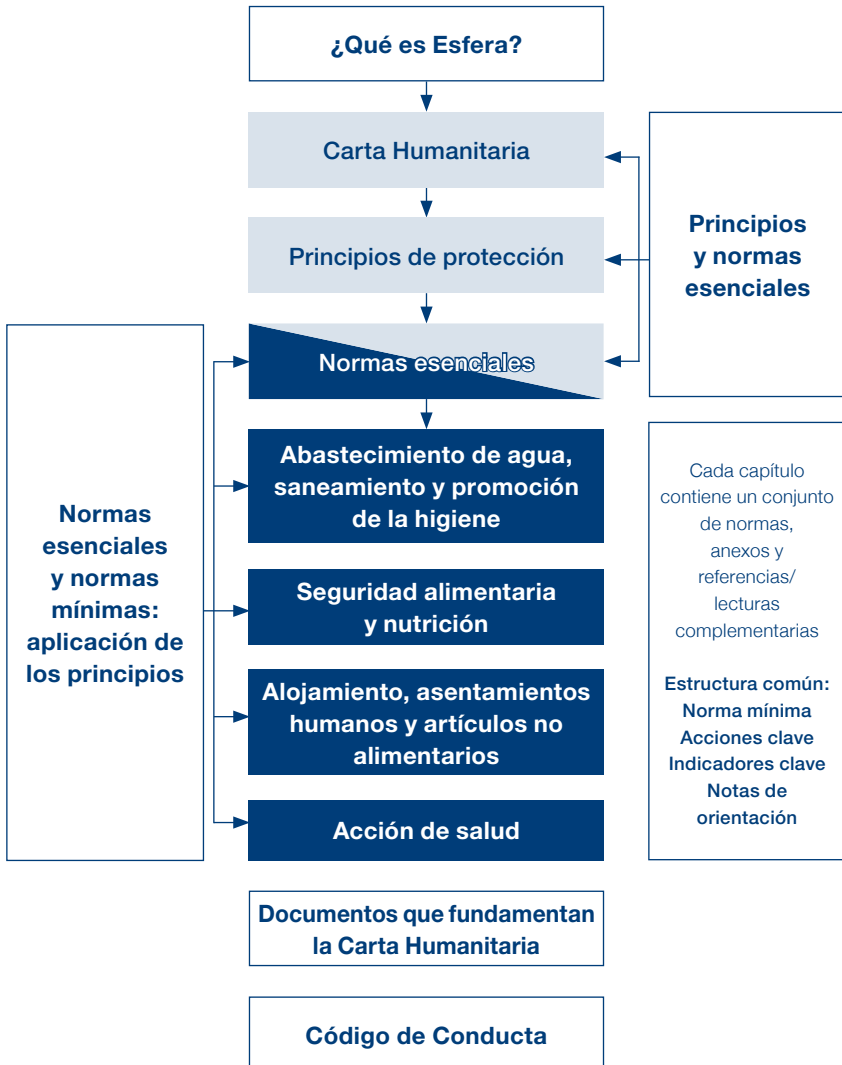 ¿Qué es Esfera?
Carta Humanitaria
Principios de protección
Normas esenciales
Principios
y normas
esenciales
Normas
esenciales
y normas
mínimas:
aplicación de
los principios
Abastecimiento de agua,
saneamiento y promoción
de la higiene
Seguridad alimentaria
y nutrición
Alojamiento, asentamientos
humanos y artículos no
alimentarios
Acción de salud
Cada capítulo
contiene un conjunto
de normas,
anexos y
referencias/
lecturas
complementarias
Estructura común:
Norma mínima
Acciones clave
Indicadores clave
Notas de
orientación
Documentos que fundamentan
la Carta Humanitaria
Código de Conducta